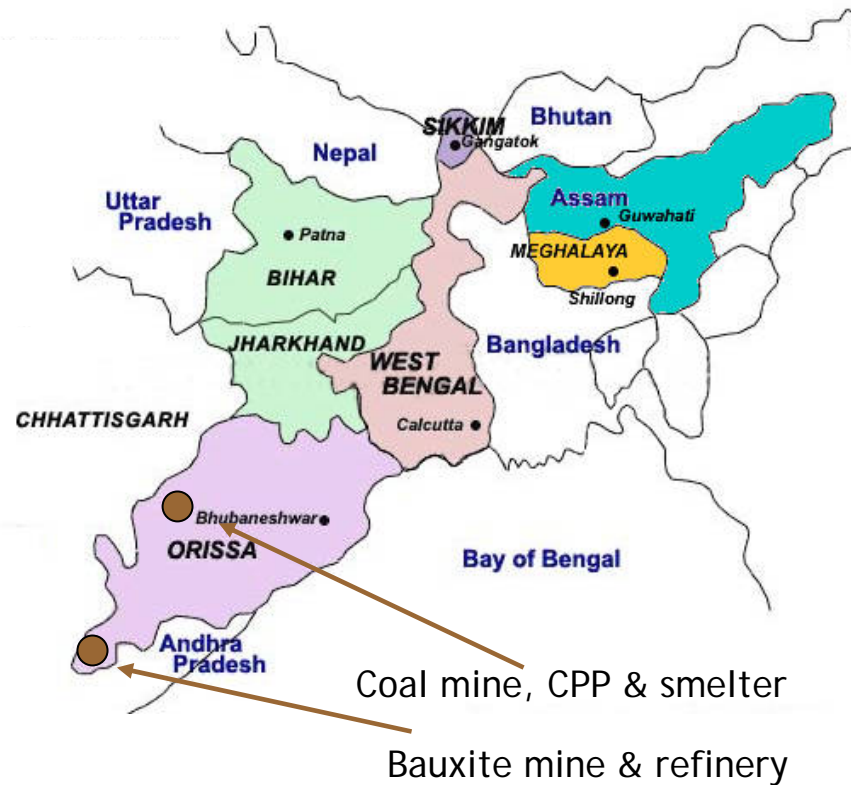 SIKKIM
Gangatok
Bhutan
Nepal
Uttar
Pradesh
Assam
Guwahati
Patna
MEGHALAYA
BIHAR
Shillong
JHARKHAND
Bangladesh
WEST
BENGAL
CHHATTISGARH
Calcutta
Bhubaneshwar
ORISSA
Bay of Bengal
Andhra
Pradesh
Coal mine, CPP & smelter
Bauxite mine & refinery